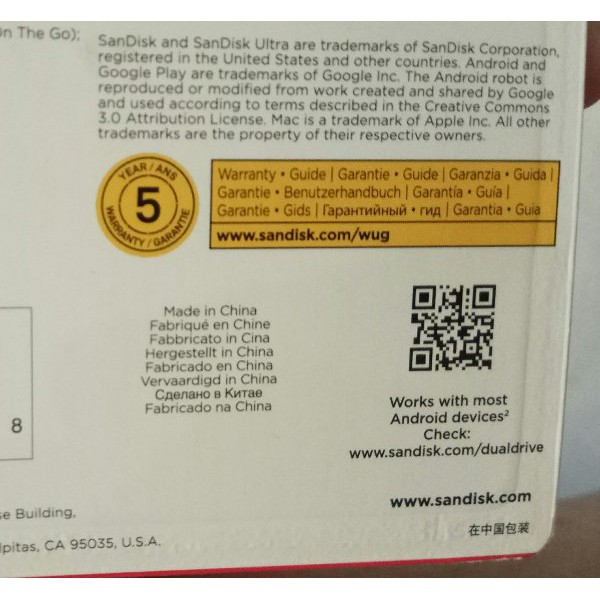 On The Go);
SanDisk and SanDisk Ultra are trademarks of SanDisk Corporation,
registered in the United States and other countries. Android and
Google Play are trademarks of Google Inc. The Android robot is
reproduced or modified from work created and shared by Google
and used according to terms described in the Creative Commons
3.0 Attribution License. Mac is a trademark of Apple Inc. All other
trademarks are the property of their respective owners.
YEAR / ANS
5
WARRANTY / GARANTIE
Warranty • Guide | Garantie • Guide | Garanzia • Guida |
Garantie • Benutzerhandbuch | Garantía • Guía |
Garantie • Gids | Гарантийный • гид | Garantia • Guia
www.sandisk.com/wug
Made in China
Fabriqué en Chine
Fabbricato in Cina
Hergestellt in China
Fabricado en China
Vervaardigd in China
Сделано в Китае
Fabricado na China
8
Works with most
Android devices²
Check:
www.sandisk.com/dualdrive
www.sandisk.com
在中国包装
se Building,
lpitas, CA 95035, U.S.A.